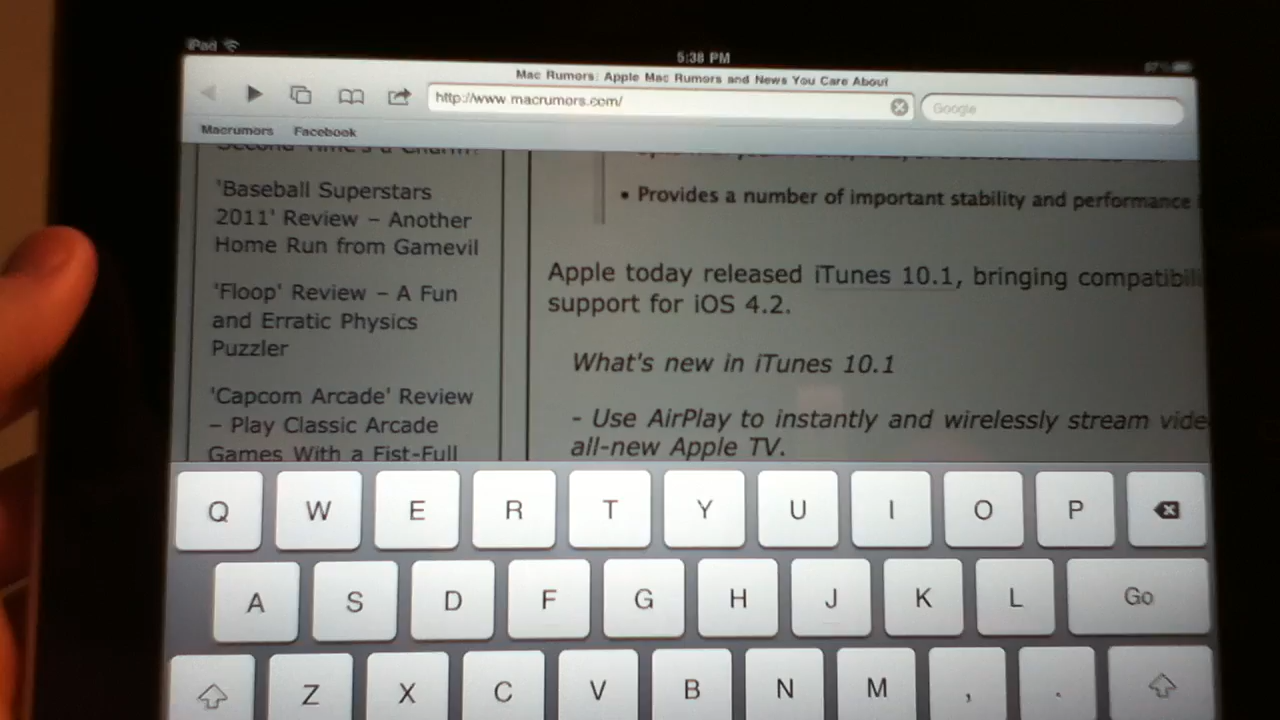 iPad
5:38 PM
Mac Rumors: Apple Mac Rumors and News You Care About
http://www.macrumors.com/
Google
Macrumors Facebook
Second Time's a Charm?
'Baseball Superstars
2011' Review – Another
Home Run from Gamevil
'Floop' Review – A Fun
and Erratic Physics
Puzzler
'Capcom Arcade' Review
– Play Classic Arcade
Games With a Fist-Full
• Provides a number of important stability and performance
Apple today released iTunes 10.1, bringing
support for iOS 4.2.
What's new in iTunes 10.1
- Use AirPlay to instantly and wirelessly stream
all-new Apple TV.
Q W E R T Y U I O P
A S D F G H J K L Go
Z X C V B N M , .